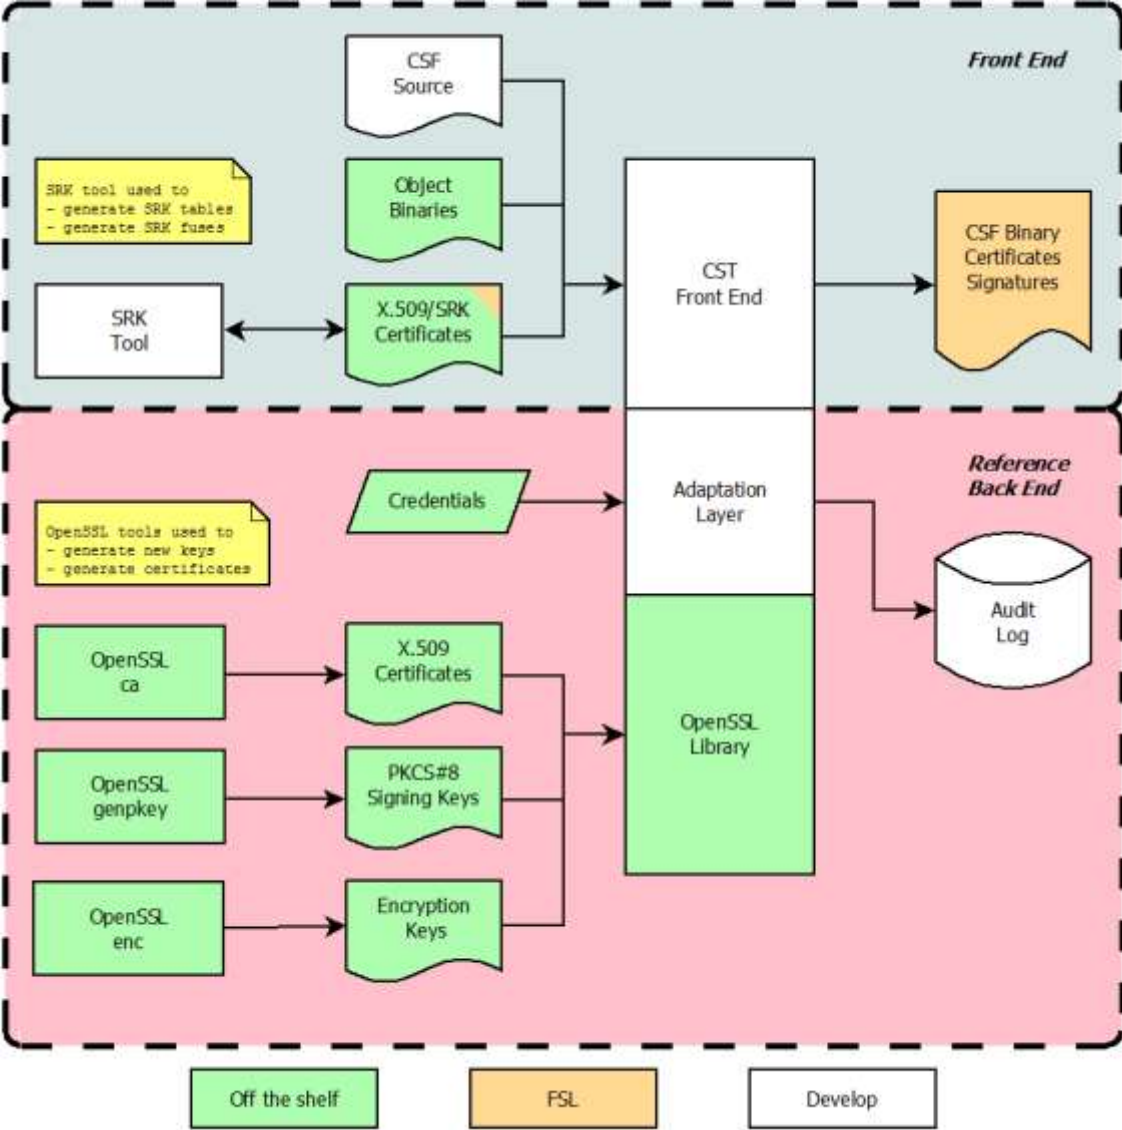 CSF
Source
Front End
SRK tool used to
- generate SRK tables
- generate SRK fuses
Object
Binaries
CSF Binary
Certificates
Signatures
CST
Front End
SRK
Tool
X.509/SRK
Certificates
Reference
Back End
Credentials
Adaptation
Layer
OpenSSL tools used to
- generate new keys
- generate certificates
Audit
Log
OpenSSL
ca
X.509
Certificates
OpenSSL
Library
OpenSSL
genpkey
PKCS#8
Signing Keys
OpenSSL
enc
Encryption
Keys
Off the shelf
FSL
Develop